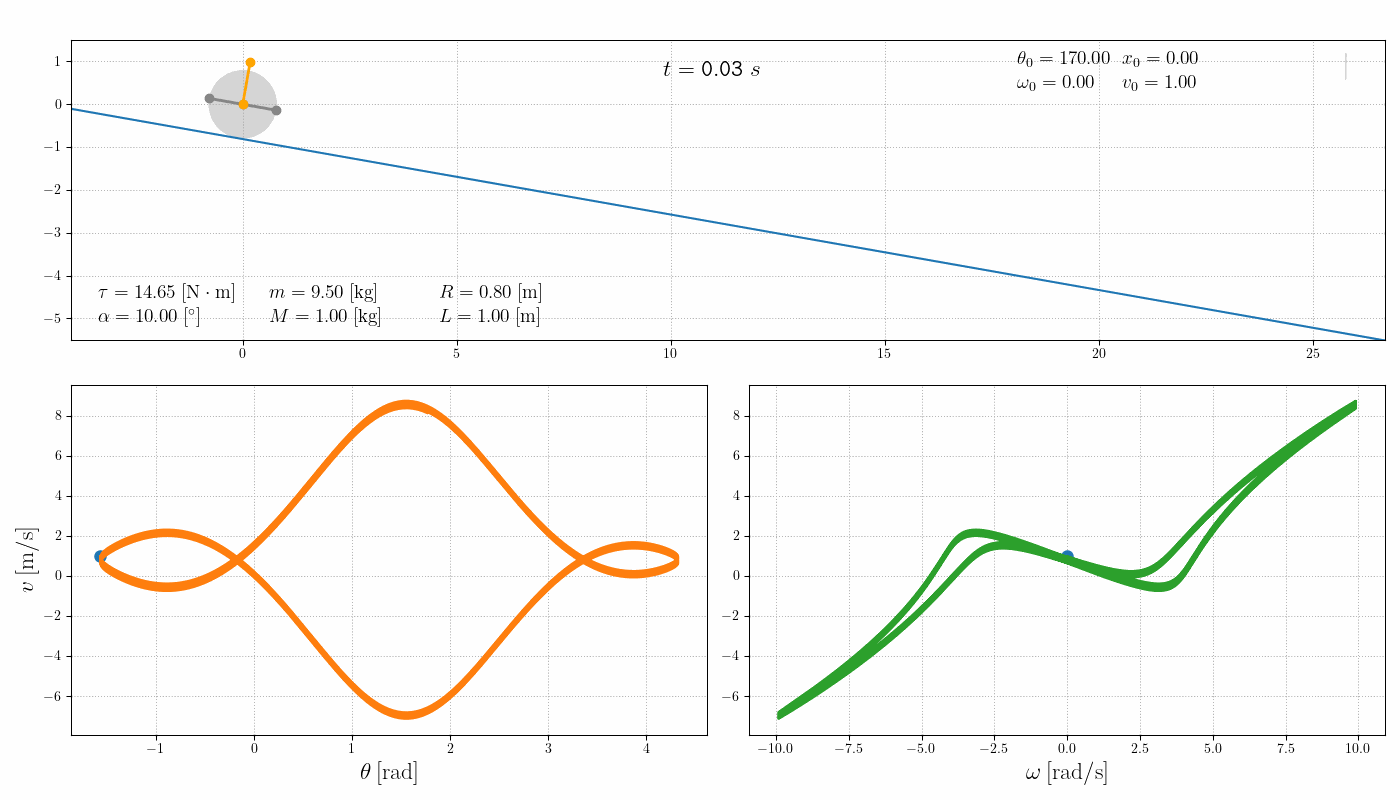 t = 0.03 s
θ₀ = 170.00 x₀ = 0.00
ω₀ = 0.00 v₀ = 1.00
1
0
−1
−2
−3
−4
−5
τ = 14.65 [N · m] m = 9.50 [kg] R = 0.80 [m]
α = 10.00 [°] M = 1.00 [kg] L = 1.00 [m]
0 5 10 15 20 25
8
6
4
2
0
−2
−4
−6
v [m/s]
−1 0 1 2 3 4
θ [rad]
8
6
4
2
0
−2
−4
−6
−10.0 −7.5 −5.0 −2.5 0.0 2.5 5.0 7.5 10.0
ω [rad/s]